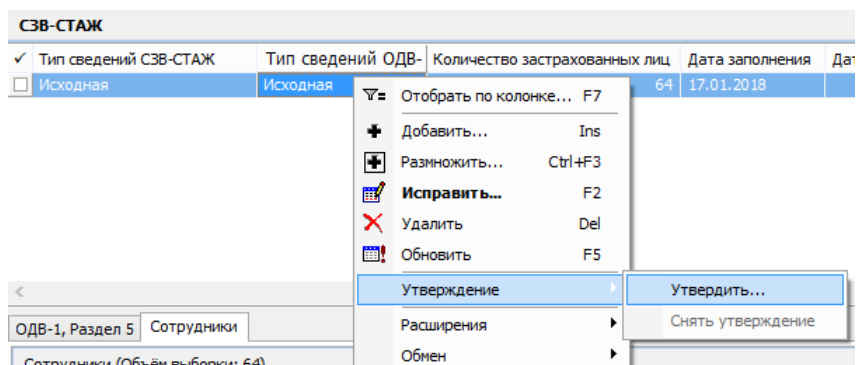 СЗВ-СТАЖ
✓ Тип сведений СЗВ-СТАЖ Тип сведений ОДВ- Количество застрахованных лиц Дата заполнения Дат
Исходная Исходная 64 17.01.2018
Отобрать по колонке... F7
Добавить... Ins
Размножить... Ctrl+F3
Исправить... F2
Удалить Del
Обновить F5
Утверждение Утвердить...
Расширения Снять утверждение
Обмен
ОДВ-1, Раздел 5 Сотрудники
Сотрудники (Объём выборки: 64)